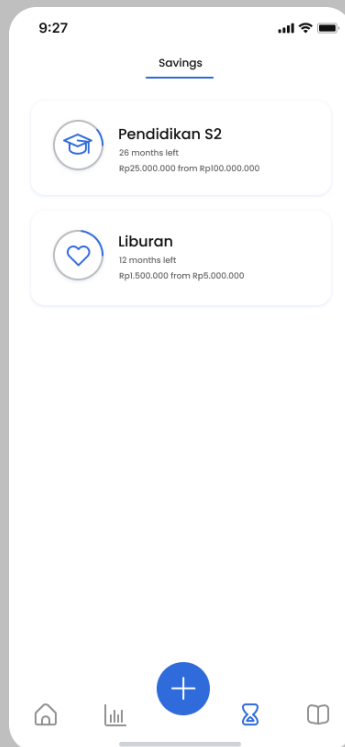 9:27
Savings
Pendidikan S2
26 months left
Rp25.000.000 from Rp100.000.000
Liburan
12 months left
Rp1.500.000 from Rp5.000.000